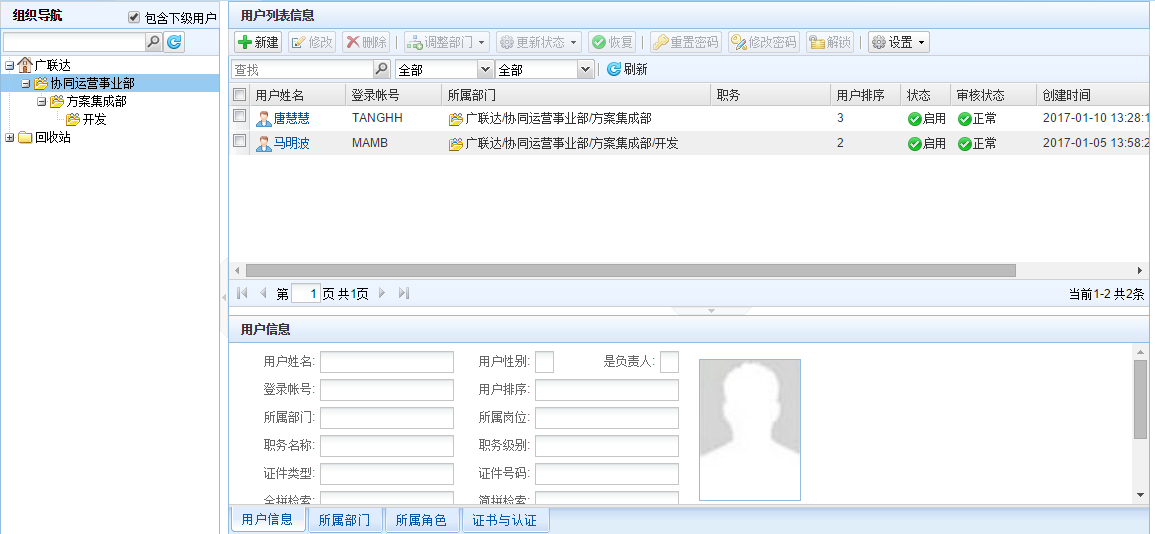 组织导航 包含下级用户
广联达
协同运营事业部
方案集成部
开发
回收站
用户列表信息
新建 修改 删除 调整部门 更新状态 恢复 重置密码 修改密码 解锁 设置
查找 全部 全部 刷新
用户姓名 登录帐号 所属部门 职务 用户排序 状态 审核状态 创建时间
唐慧慧 TANGHH 广联达/协同运营事业部/方案集成部 3 启用 正常 2017-01-10 13:28:1
马明波 MAMB 广联达/协同运营事业部/方案集成部/开发 2 启用 正常 2017-01-05 13:58:2
第 1 页 共1页 当前1-2 共2条
用户信息
用户姓名: 用户性别: 是负责人:
登录帐号: 用户排序:
所属部门: 所属岗位:
职务名称: 职务级别:
证件类型: 证件号码:
全拼检索: 简拼检索:
用户信息 所属部门 所属角色 证书与认证